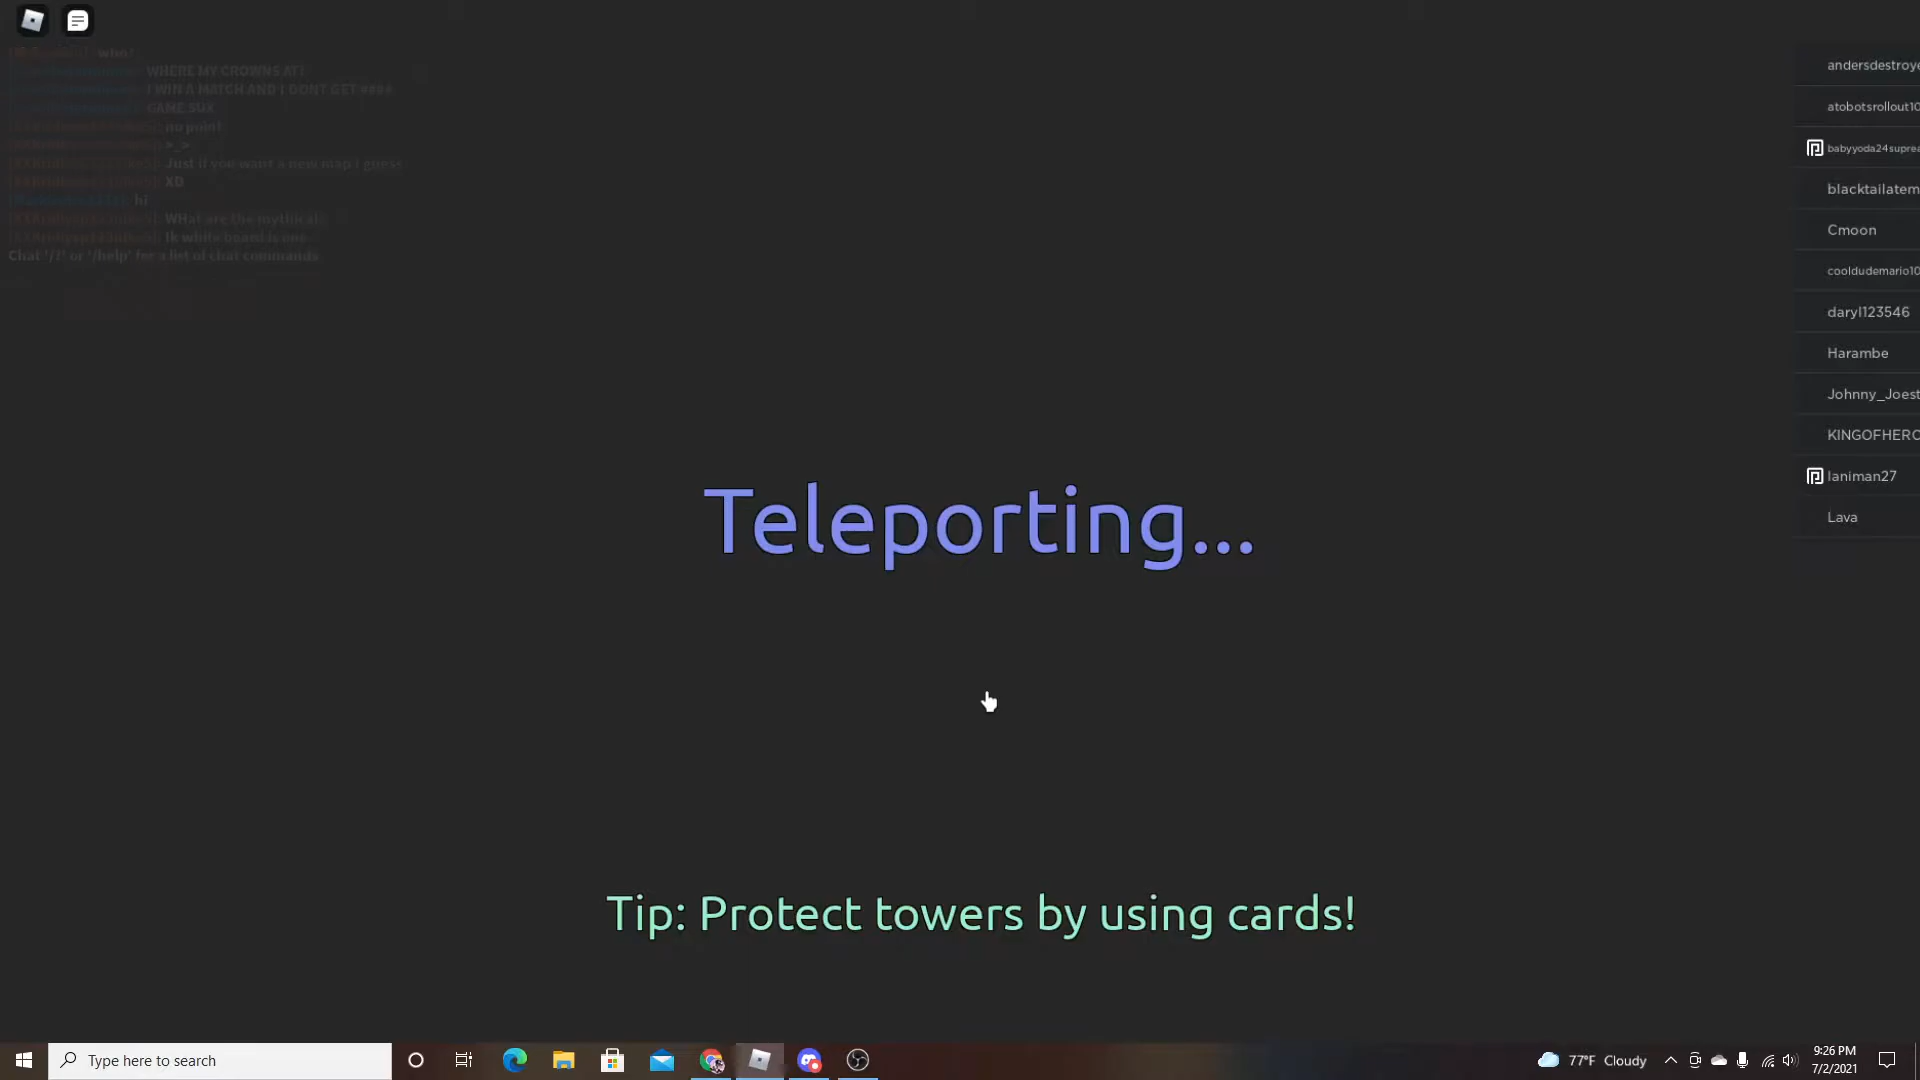 who?
WHERE MY CROWNS AT?
I WIN A MATCH AND I DONT GET ####
GAME SUX
no point
>_>
Just if you want a new map I guess
XD
hi
WHat are the mythical
Ik white board is one
Chat '/?' or '/help' for a list of chat commands
andersdestroye
atobotsrollout10
babyyoda24suprea
blacktailatem
Cmoon
cooldudemario10
daryl123546
Harambe
Johnny_Joest
KINGOFHERO
laniman27
Lava
Teleporting...
Tip: Protect towers by using cards!
Type here to search
77°F Cloudy
9:26 PM
7/2/2021